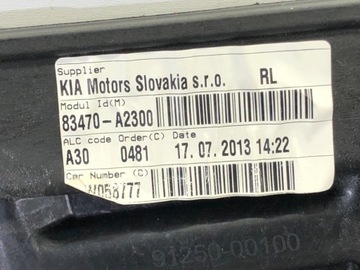 Supplier
KIA Motors Slovakia s.r.o. RL
Modul Id(M)
83470-A2300
ALC code Order(C) Date
A30 0481 17.07.2013 14:22
Car Number (C)
W058777
91250-00100